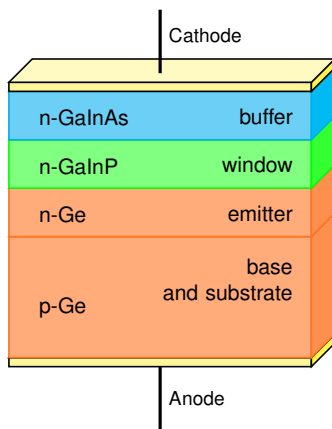 Cathode
n-GaInAs buffer
n-GaInP window
n-Ge emitter
base
and substrate
p-Ge
Anode